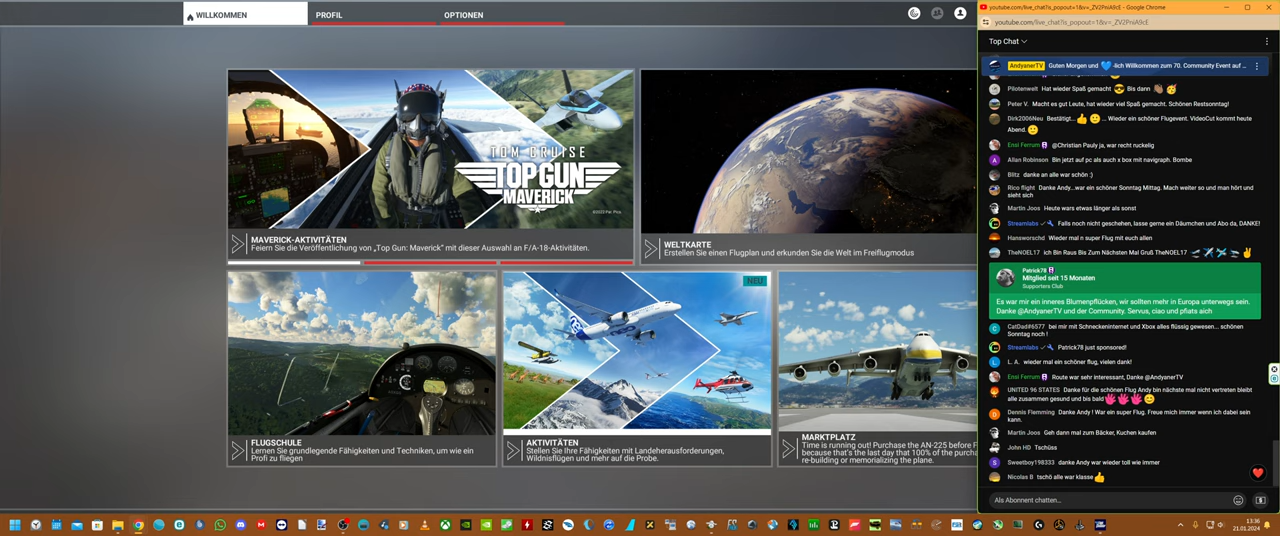 WILLKOMMEN
PROFIL
OPTIONEN
TOM CRUISE
TOP GUN
MAVERICK
MAVERICK-AKTIVITÄTEN
Feiern Sie die Veröffentlichung von „Top Gun: Maverick" mit dieser Auswahl an F/A-18-Aktivitäten.
WELTKARTE
Erstellen Sie einen Flugplan und erkunden Sie die Welt im Freiflugmodus
FLUGSCHULE
Lernen Sie grundlegende Fähigkeiten und Techniken, um wie ein
Profi zu fliegen
NEU
AKTIVITÄTEN
Stellen Sie Ihre Fähigkeiten mit Landeherausforderungen,
Wildnisflügen und mehr auf die Probe.
MARKTPLATZ
Time is running out! Purchase the AN-225 before F
because that's the last day that 100% of the purcha
re-building or memorializing the plane.
youtube.com/live_chat?is_popout=1&v=_ZV2PniA9cE - Google Chrome
youtube.com/live_chat?is_popout=1&v=_ZV2PniA9cE
Top Chat
AndyanerTV Guten Morgen und 💙-lich Willkommen zum 70. Community Event auf ...
Pilotenwelt Hat wieder Spaß gemacht 😎 Bis dann 👋🏽🥳
Peter V. Macht es gut Leute, hat wieder viel Spaß gemacht. Schönen Restsonntag!
Dirk2006Neu Bestätigt...👍🙂... Wieder ein schöner Flugevent. VideoCut kommt heute
Abend.🙂
Ensi Ferrum @Christian Pauly ja, war recht ruckelig
Allan Robinson Bin jetzt auf pc als auch x box mit navigraph. Bombe
Blitz danke an alle war schön :)
Rico flight Danke Andy...war ein schöner Sonntag Mittag. Mach weiter so und man hört und
sieht sich
Martin Joos Heute wars etwas länger als sonst
Streamlabs Falls noch nicht geschehen, lasse gerne ein Däumchen und Abo da, DANKE!
Hansworschd Wieder mal n super Flug mit euch allen
TheNOEL17 Ich Bin Raus Bis Zum Nächsten Mal Gruß TheNOEL17
Patrick78
Mitglied seit 15 Monaten
Supporters Club
Es war mir ein inneres Blumenpflücken, wir sollten mehr in Europa unterwegs sein.
Danke @AndyanerTV und der Community. Servus, ciao und pfiats aich
CatDad#6577 bei mir mit Schneckeninternet und Xbox alles flüssig gewesen... schönen
Sonntag noch !
Streamlabs Patrick78 just sponsored!
L. A. wieder mal ein schöner flug, vielen dank!
Ensi Ferrum Route war sehr interessant, Danke @AndyanerTV
UNITED 96 STATES Danke für die schönen Flug Andy bin nächste mal nicht vertreten bleibt
alle zusammen gesund und bis bald
Dennis Flemming Danke Andy ! War ein super Flug. Freue mich immer wenn ich dabei sein
kann.
Martin Joos Geh dann mal zum Bäcker, Kuchen kaufen
John HD Tschüss
Sweetboy198333 danke Andy war wieder toll wie immer
Nicolas B tschö alle war klasse👍
Als Abonnent chatten...
13:36
21.01.2024